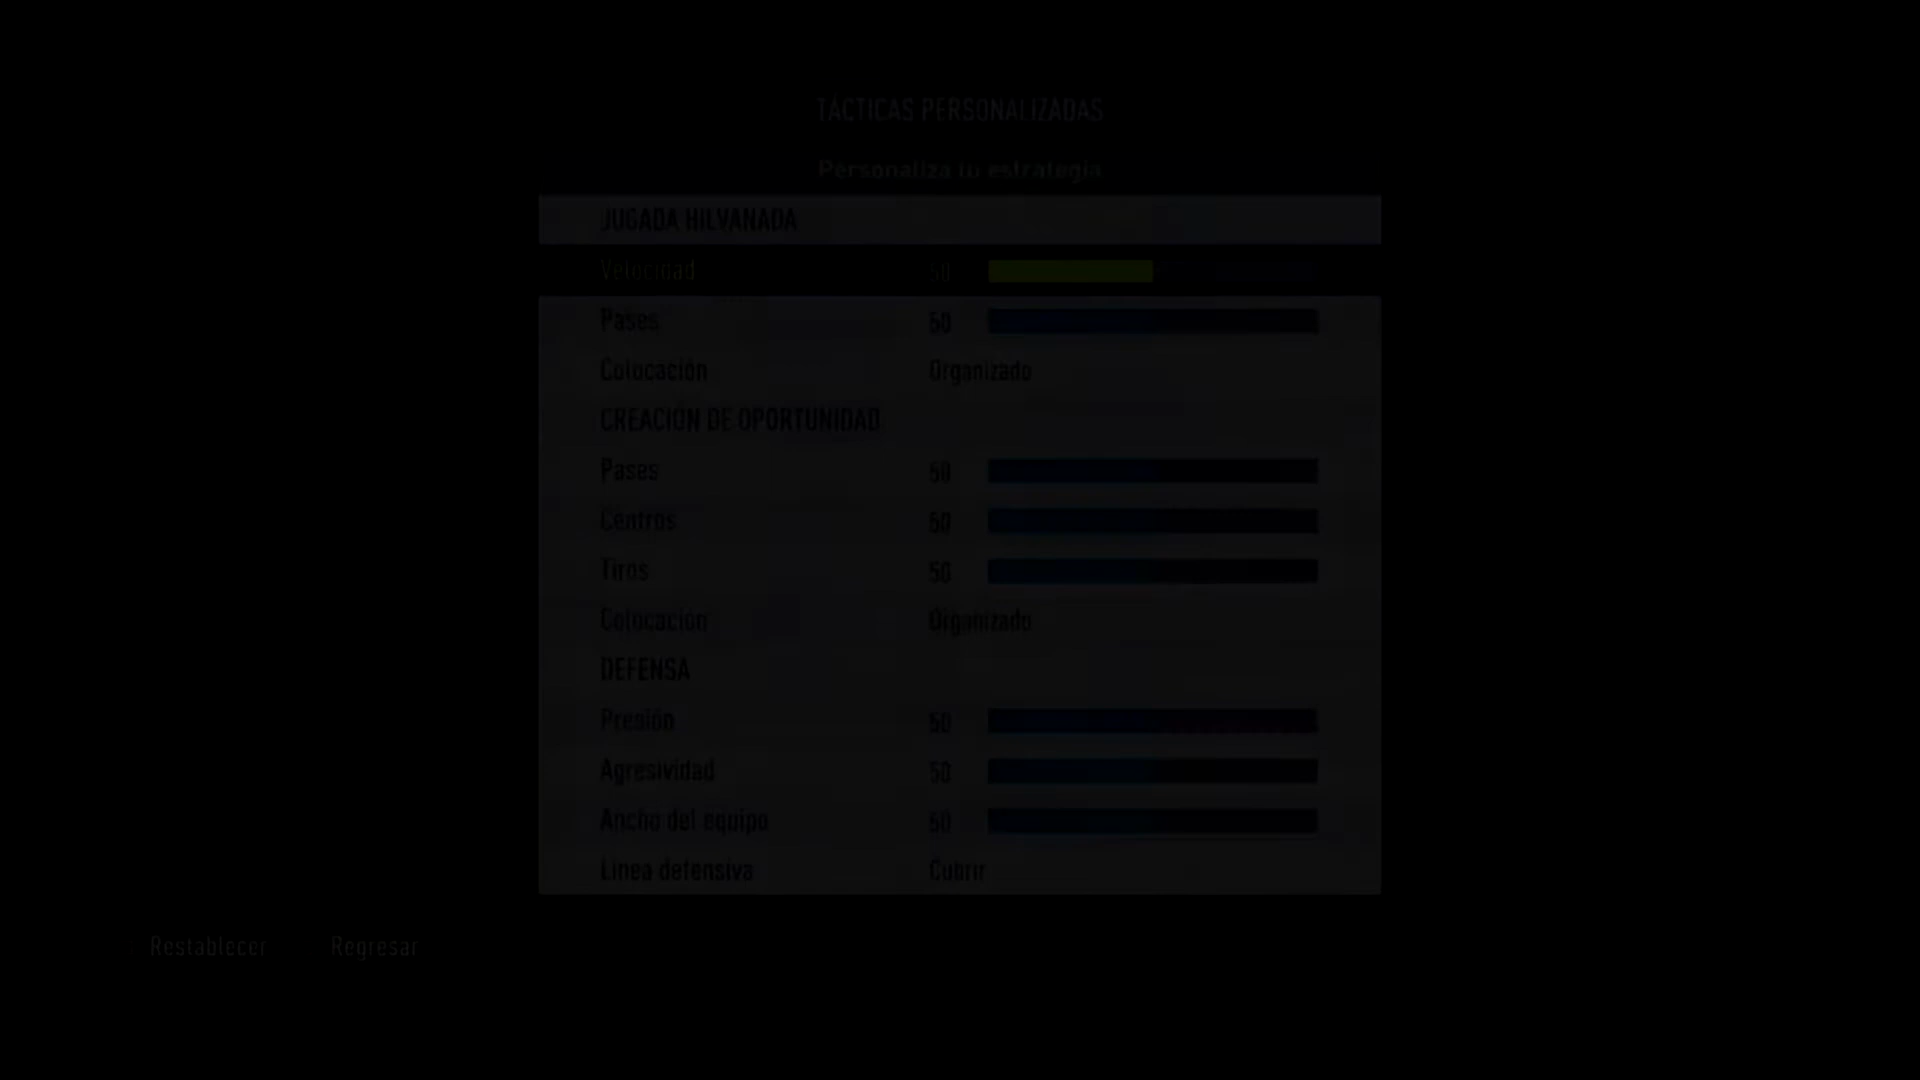 TÁCTICAS PERSONALIZADAS
Personaliza tu estrategia
JUGADA HILVANADA
Velocidad 50
Pases 50
Colocación Organizado
CREACIÓN DE OPORTUNIDAD
Pases 50
Centros 50
Tiros 50
Colocación Organizado
DEFENSA
Presión 50
Agresividad 50
Ancho del equipo 50
Línea defensiva Cubrir
Restablecer Regresar